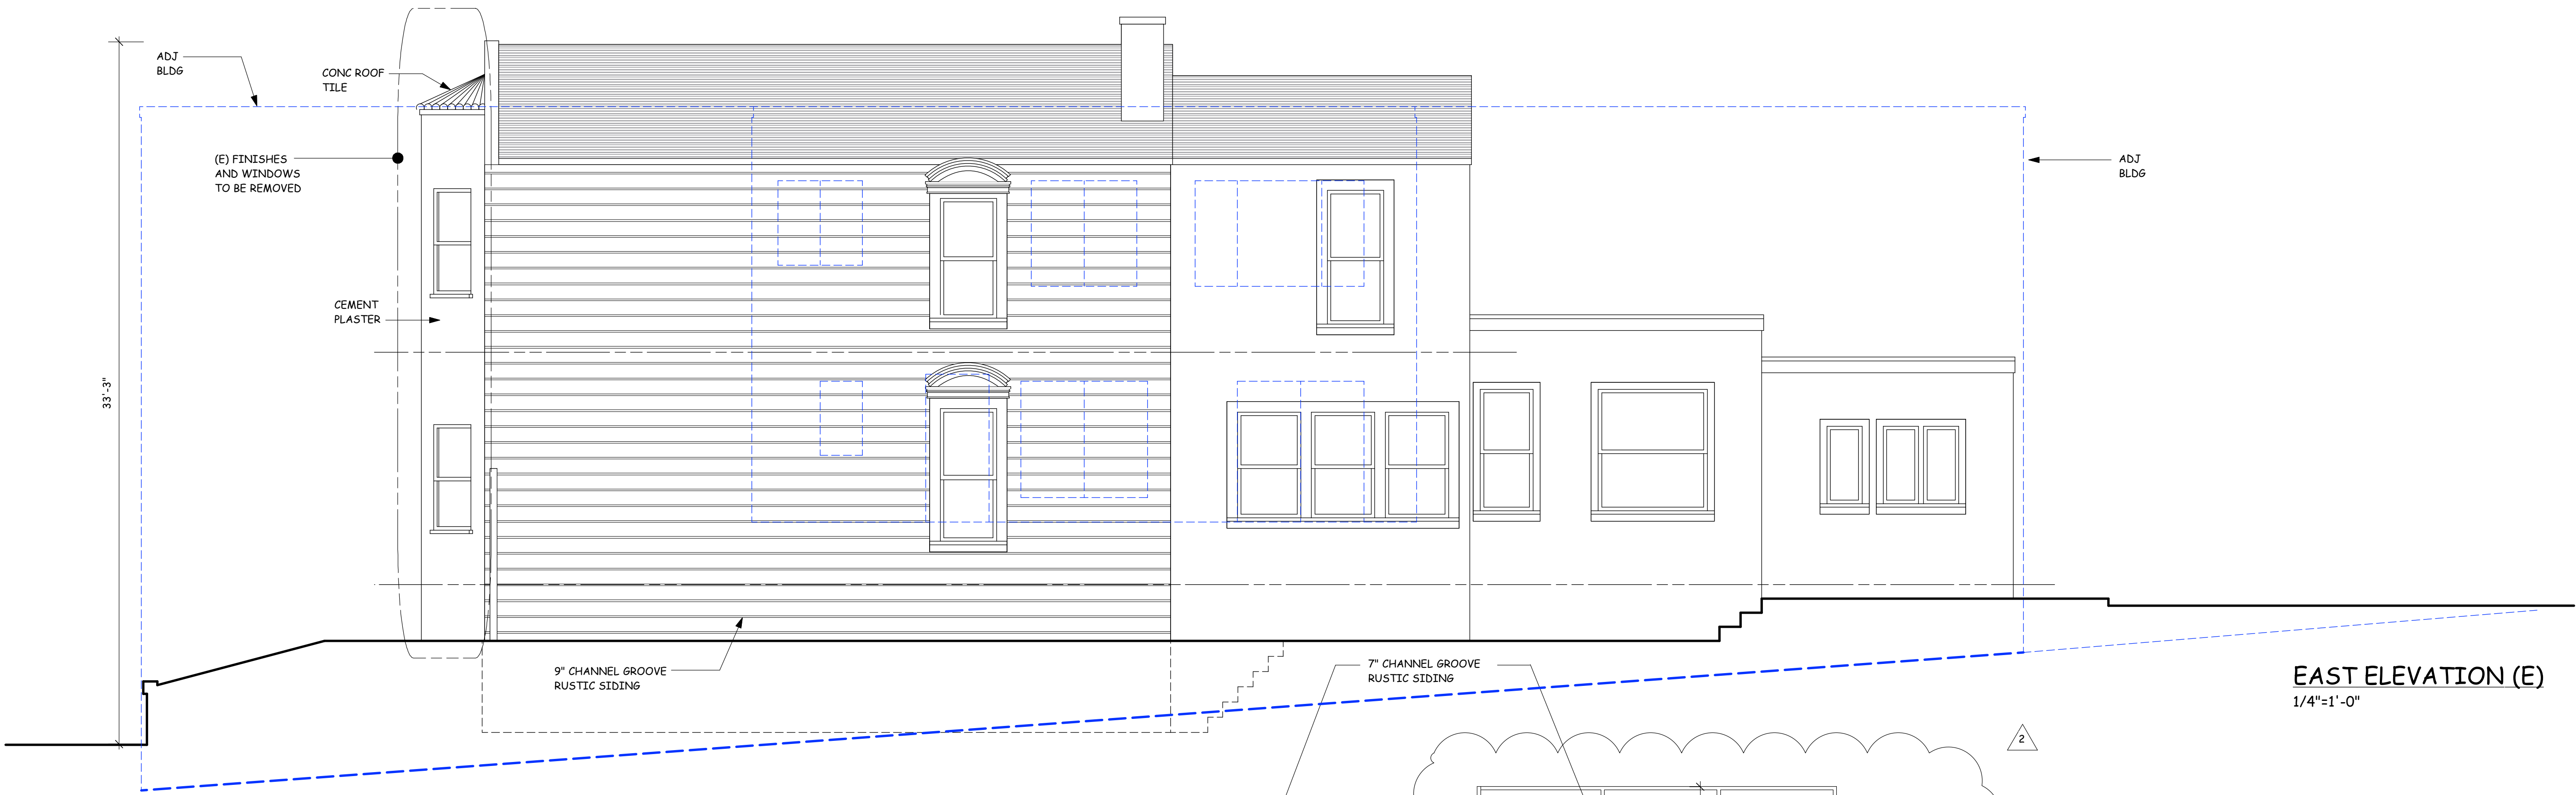 ADJ
BLDG
CONC ROOF
TILE
(E) FINISHES
AND WINDOWS
TO BE REMOVED
ADJ
BLDG
CEMENT
PLASTER
33'-3"
9" CHANNEL GROOVE
RUSTIC SIDING
7" CHANNEL GROOVE
RUSTIC SIDING
EAST ELEVATION (E)
1/4"=1'-0"
2